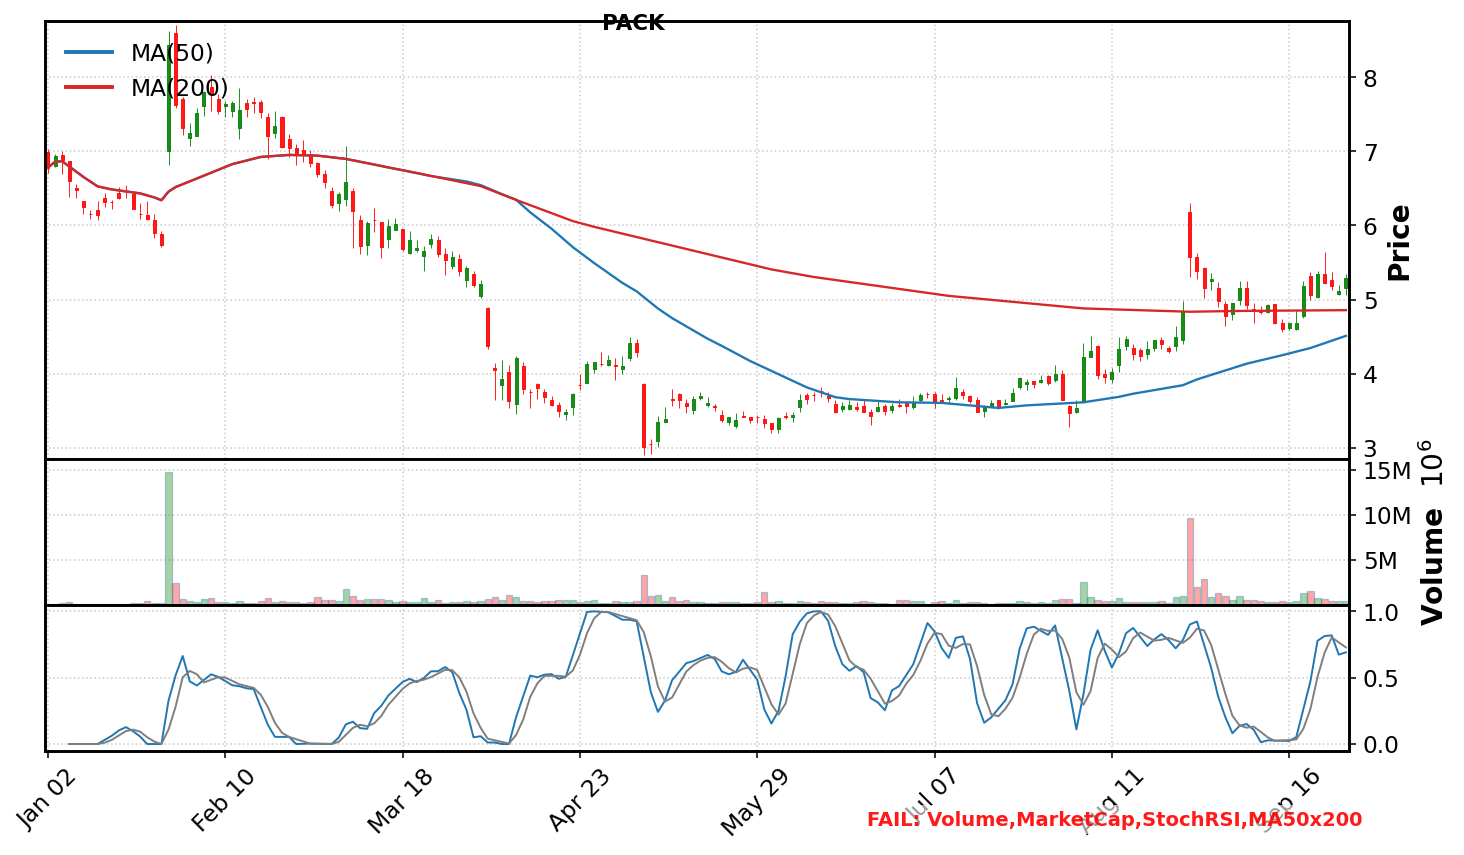 PACK
MA(50)
MA(200)
8
7
6
5
4
3
Price
15M
10M
5M
Volume 10⁶
1.0
0.5
0.0
Jan 02
Feb 10
Mar 18
Apr 23
May 29
Jul 07
Aug 11
Sep 16
FAIL: Volume,MarketCap,StochRSI,MA50x200